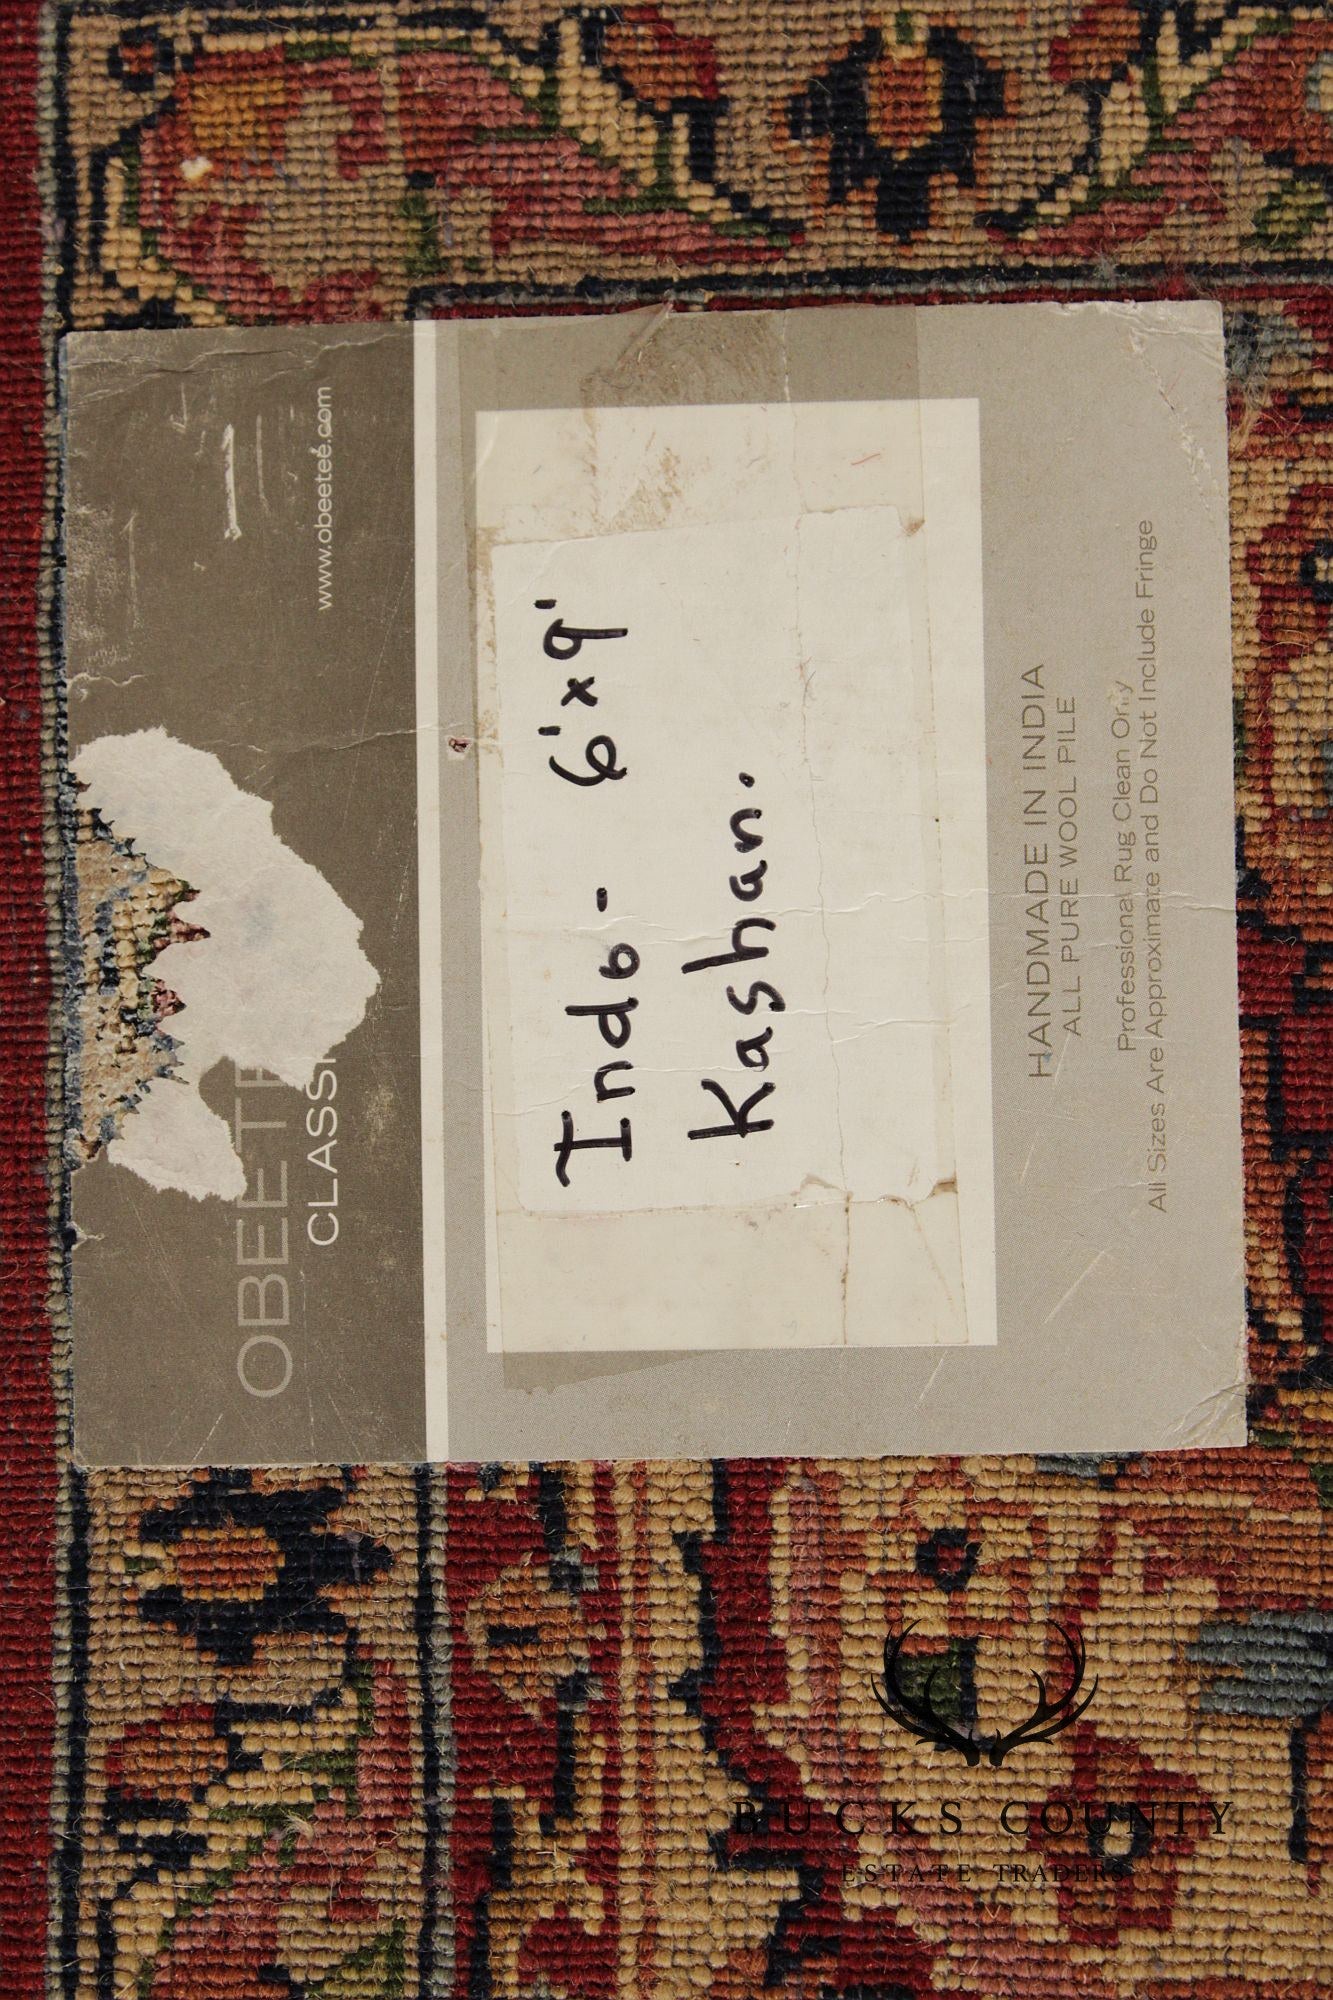 www.obeetee.com
OBEETE
CLASSI
Indo- 6'x9'
Kashan.
HANDMADE IN INDIA
ALL PURE WOOL PILE
Professional Rug Clean Only
All Sizes Are Approximate and Do Not Include Fringe
BUCKS COUNTY
ESTATE TRADERS